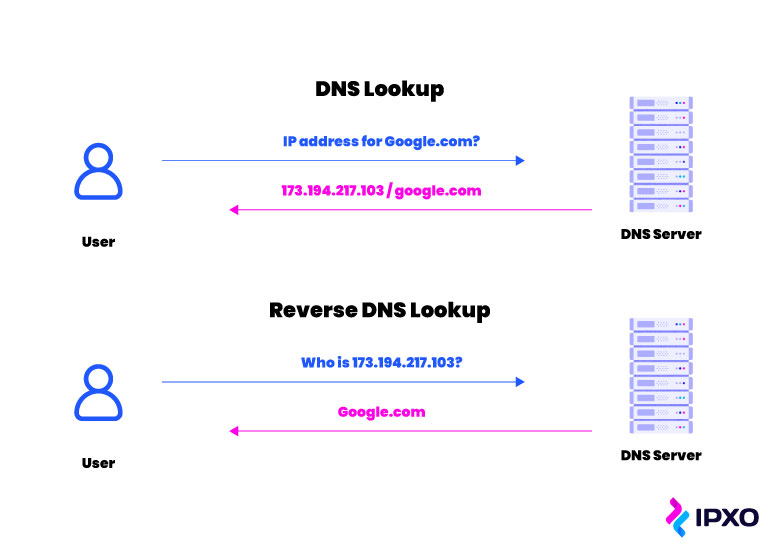 DNS Lookup
IP address for Google.com?
173.194.217.103 / google.com
User
DNS Server
Reverse DNS Lookup
Who is 173.194.217.103?
Google.com
User
DNS Server
IPXO